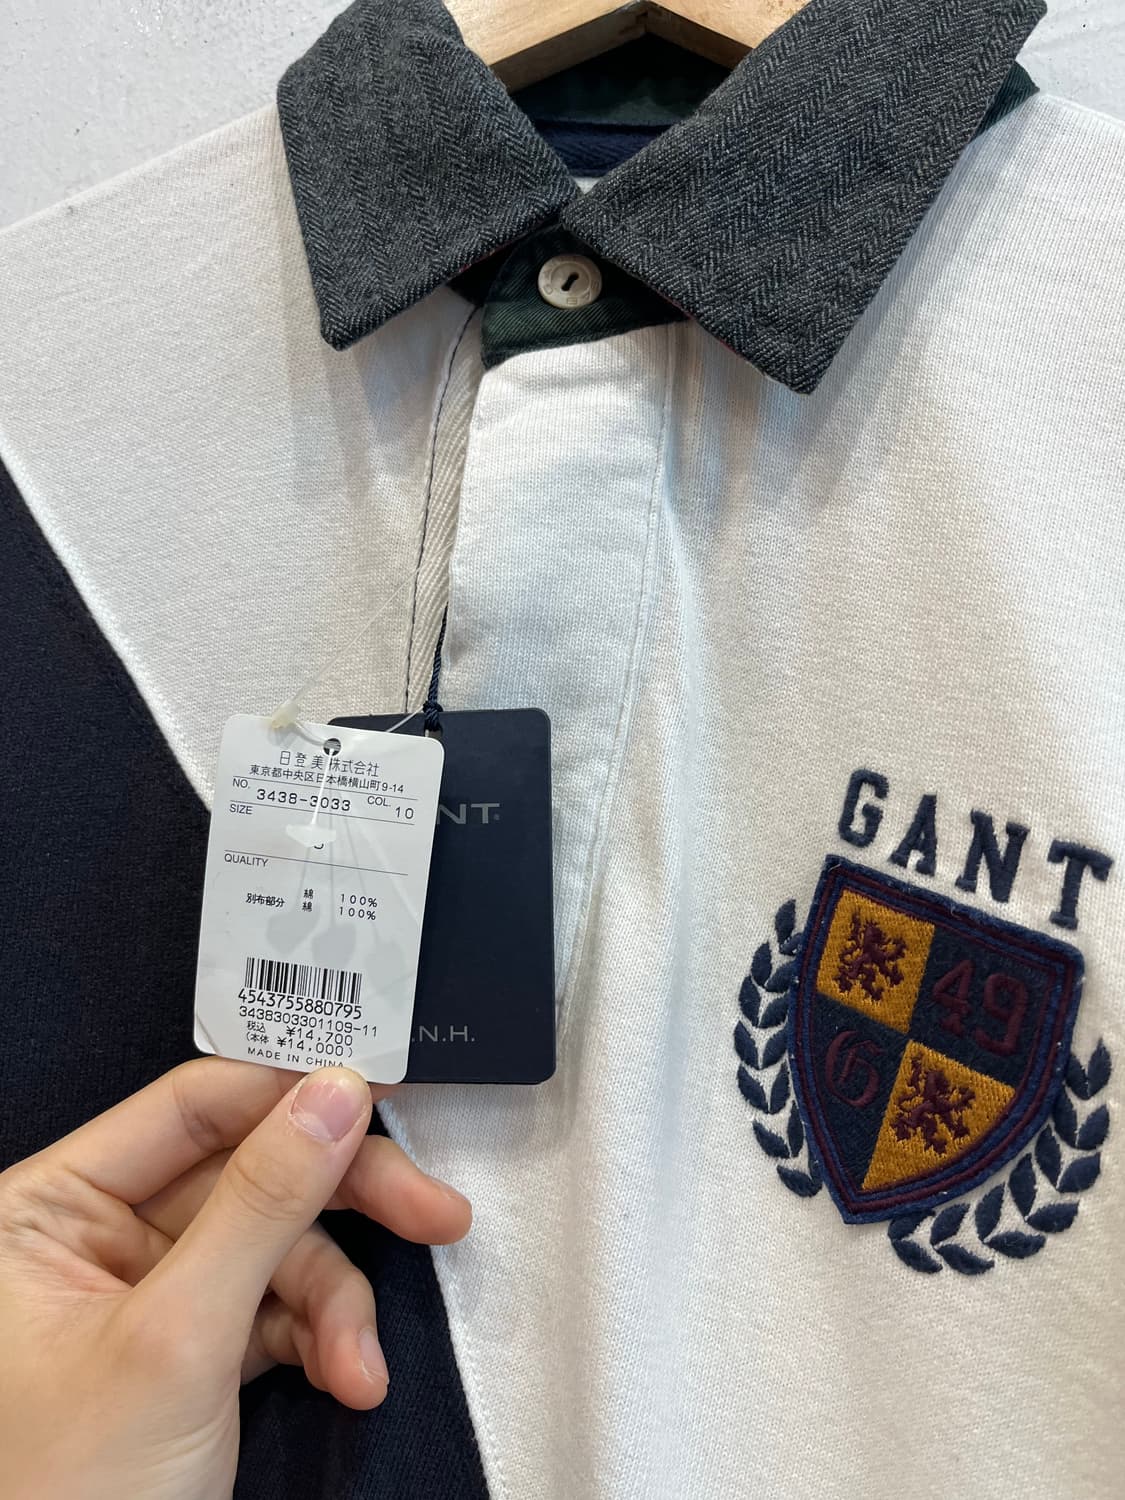 日登美株式会社
東京都中央区日本橋横山町9-14
NO. 3438-3033 COL. 10
SIZE
QUALITY
綿 100%
別布部分 綿 100%
4543755880795
3438303301109-11
税込 ¥14,700
(本体 ¥14,000)
MADE IN CHINA
NT
.N.H.
GANT
49
G